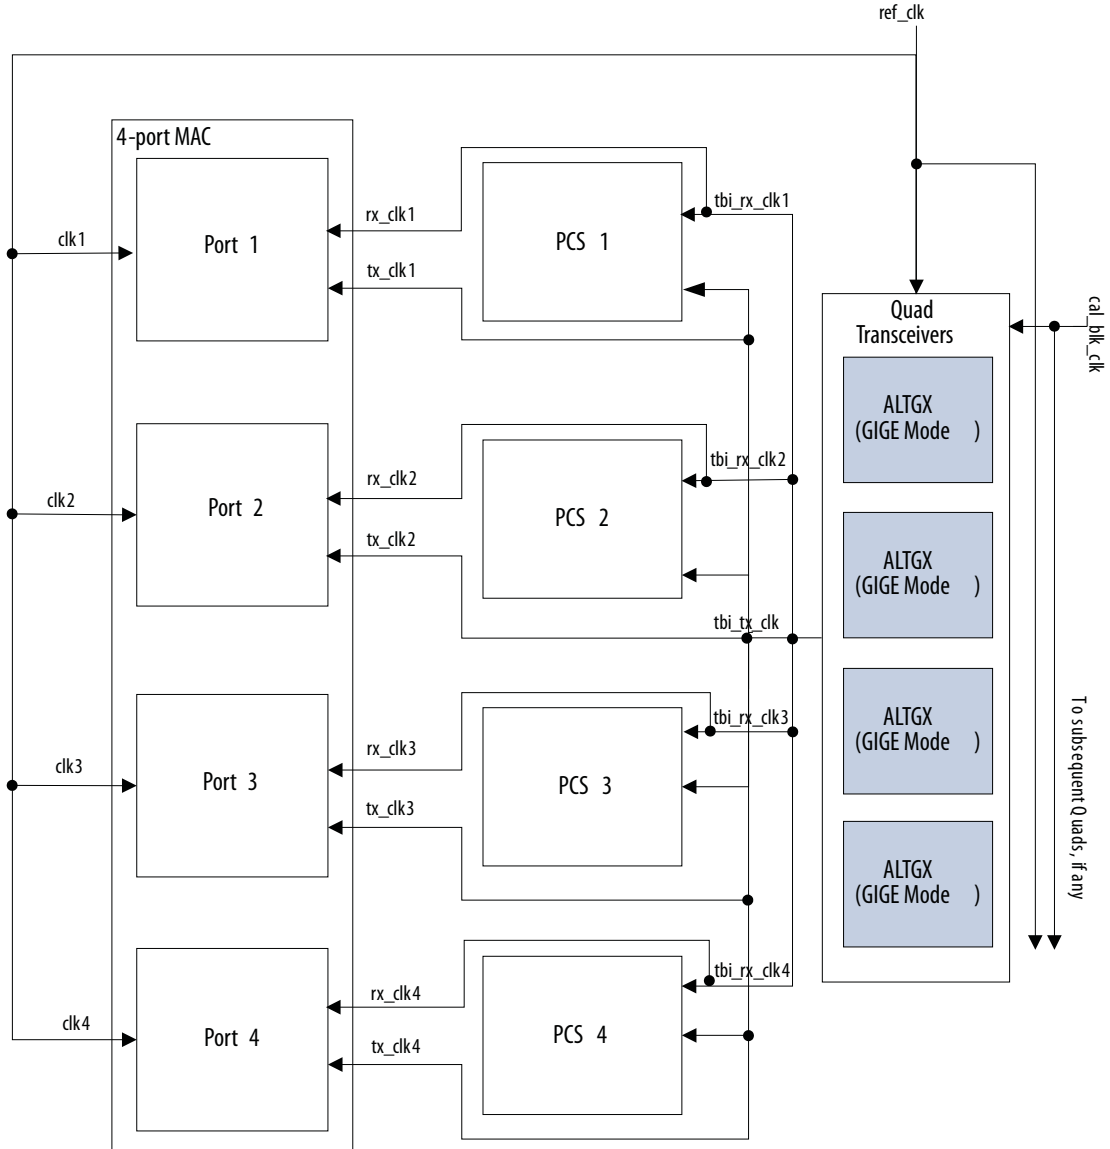 ref_clk
4-port MAC
rx_clk1
tbi_rx_clk1
clk1
Port 1
PCS 1
tx_clk1
Quad
Transceivers
cal_blk_clk
ALTGX
(GIGE Mode )
rx_clk2
tbi_rx_clk2
clk2
Port 2
PCS 2
tx_clk2
ALTGX
(GIGE Mode )
tbi_tx_clk
rx_clk3
tbi_rx_clk3
clk3
Port 3
PCS 3
tx_clk3
ALTGX
(GIGE Mode )
To subsequent Quads, if any
ALTGX
(GIGE Mode )
rx_clk4
tbi_rx_clk4
clk4
Port 4
PCS 4
tx_clk4